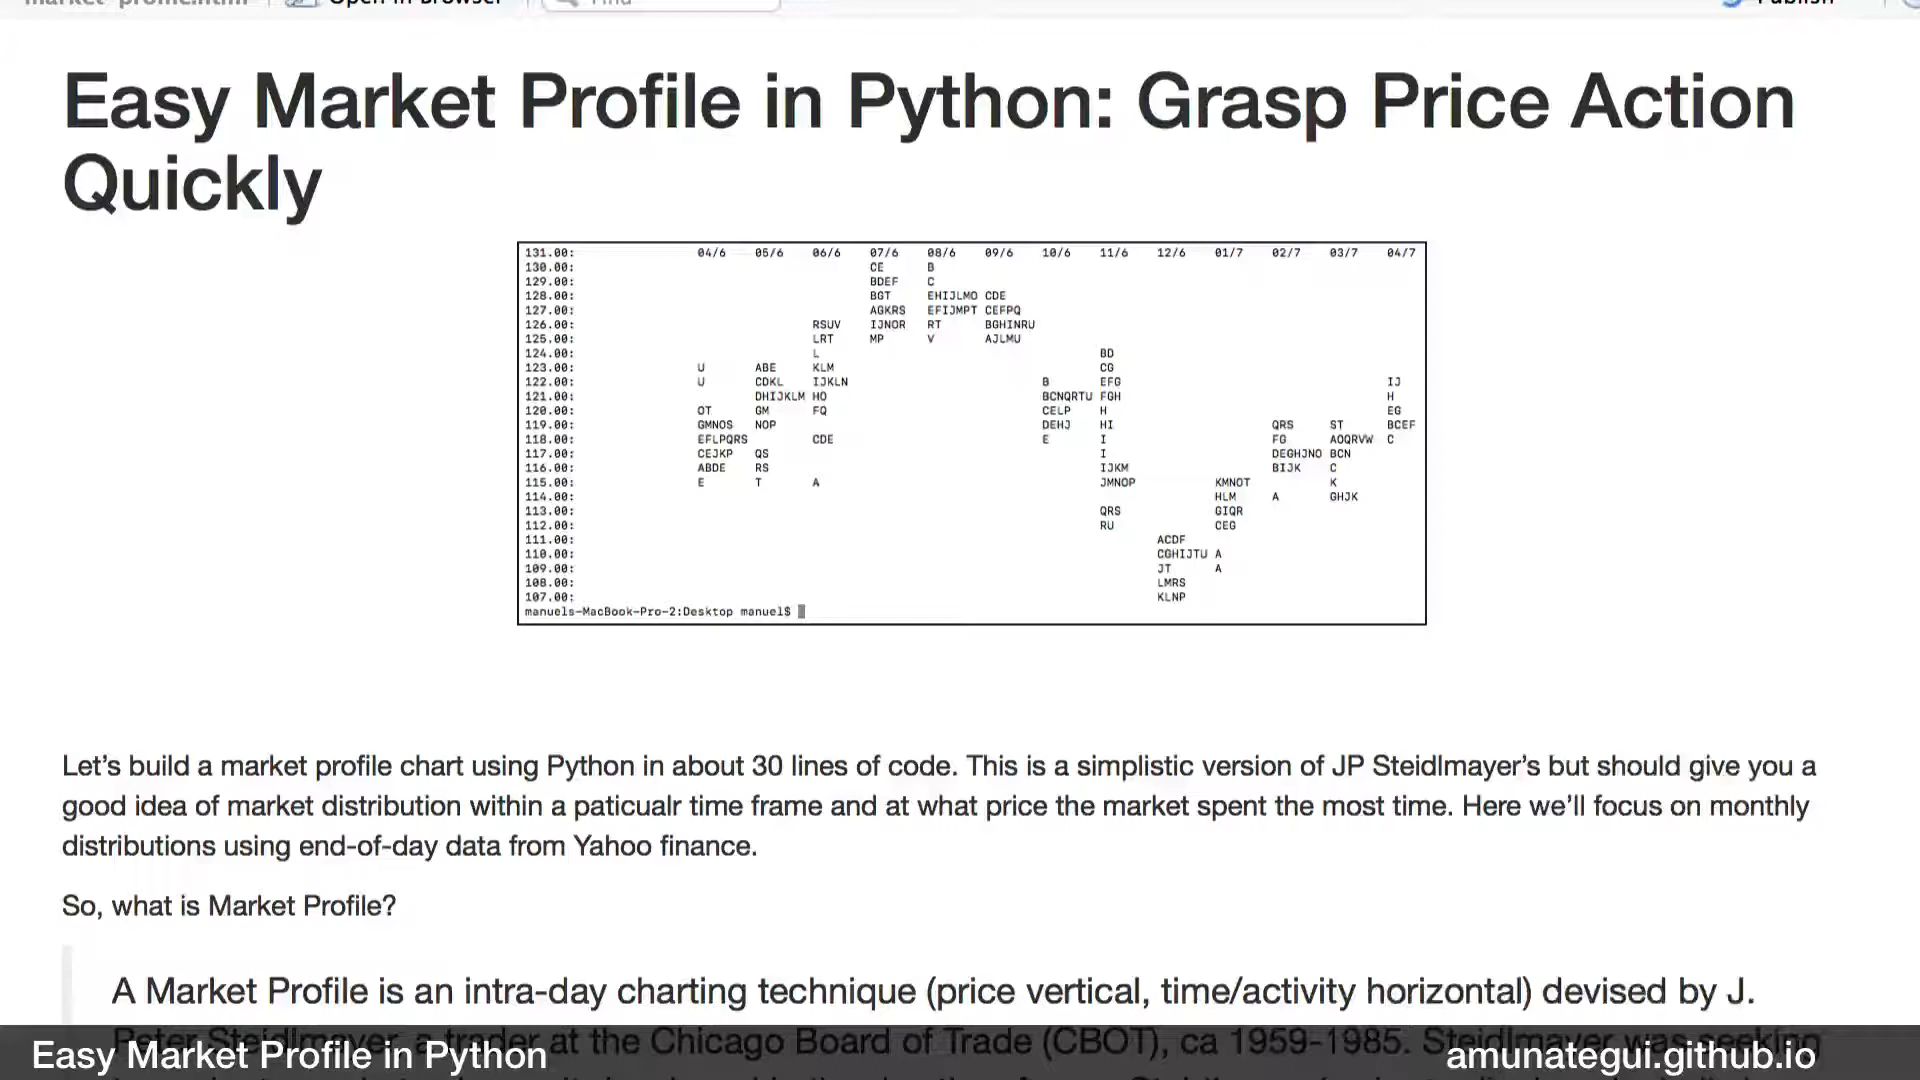 market_profile.html Open in Browser Find Publish
Easy Market Profile in Python: Grasp Price Action
Quickly
131.00: 04/6 05/6 06/6 07/6 08/6 09/6 10/6 11/6 12/6 01/7 02/7 03/7 04/7
130.00: CE B
129.00: BDEF C
128.00: BGT EHIJLMO CDE
127.00: AGKRS EFIJMPT CEFPQ
126.00: RSUV IJNOR RT BGHINRU
125.00: LRT MP V AJLMU
124.00: L BD
123.00: U ABE KLM CG
122.00: U CDKL IJKLN B EFG IJ
121.00: DHIJKLM HO BCNQRTU FGH H
120.00: OT GM FQ CELP H EG
119.00: GMNOS NOP DEHJ HI QRS ST BCEF
118.00: EFLPQRS CDE E I FG AOQRVW C
117.00: CEJKP QS I DEGHJNO BCN
116.00: ABDE RS IJKM BIJK C
115.00: E T A JMNOP KMNOT K
114.00: HLM A GHJK
113.00: QRS GIQR
112.00: RU CEG
111.00: ACDF
110.00: CGHIJTU A
109.00: JT A
108.00: LMRS
107.00: KLNP
manuels-MacBook-Pro-2:Desktop manuel$
Let's build a market profile chart using Python in about 30 lines of code. This is a simplistic version of JP Steidlmayer's but should give you a
good idea of market distribution within a paticualr time frame and at what price the market spent the most time. Here we'll focus on monthly
distributions using end-of-day data from Yahoo finance.
So, what is Market Profile?
A Market Profile is an intra-day charting technique (price vertical, time/activity horizontal) devised by J.
Peter Steidlmayer, a trader at the Chicago Board of Trade (CBOT), ca 1959-1985. Steidlmayer was seeking
Easy Market Profile in Python
amunategui.github.io